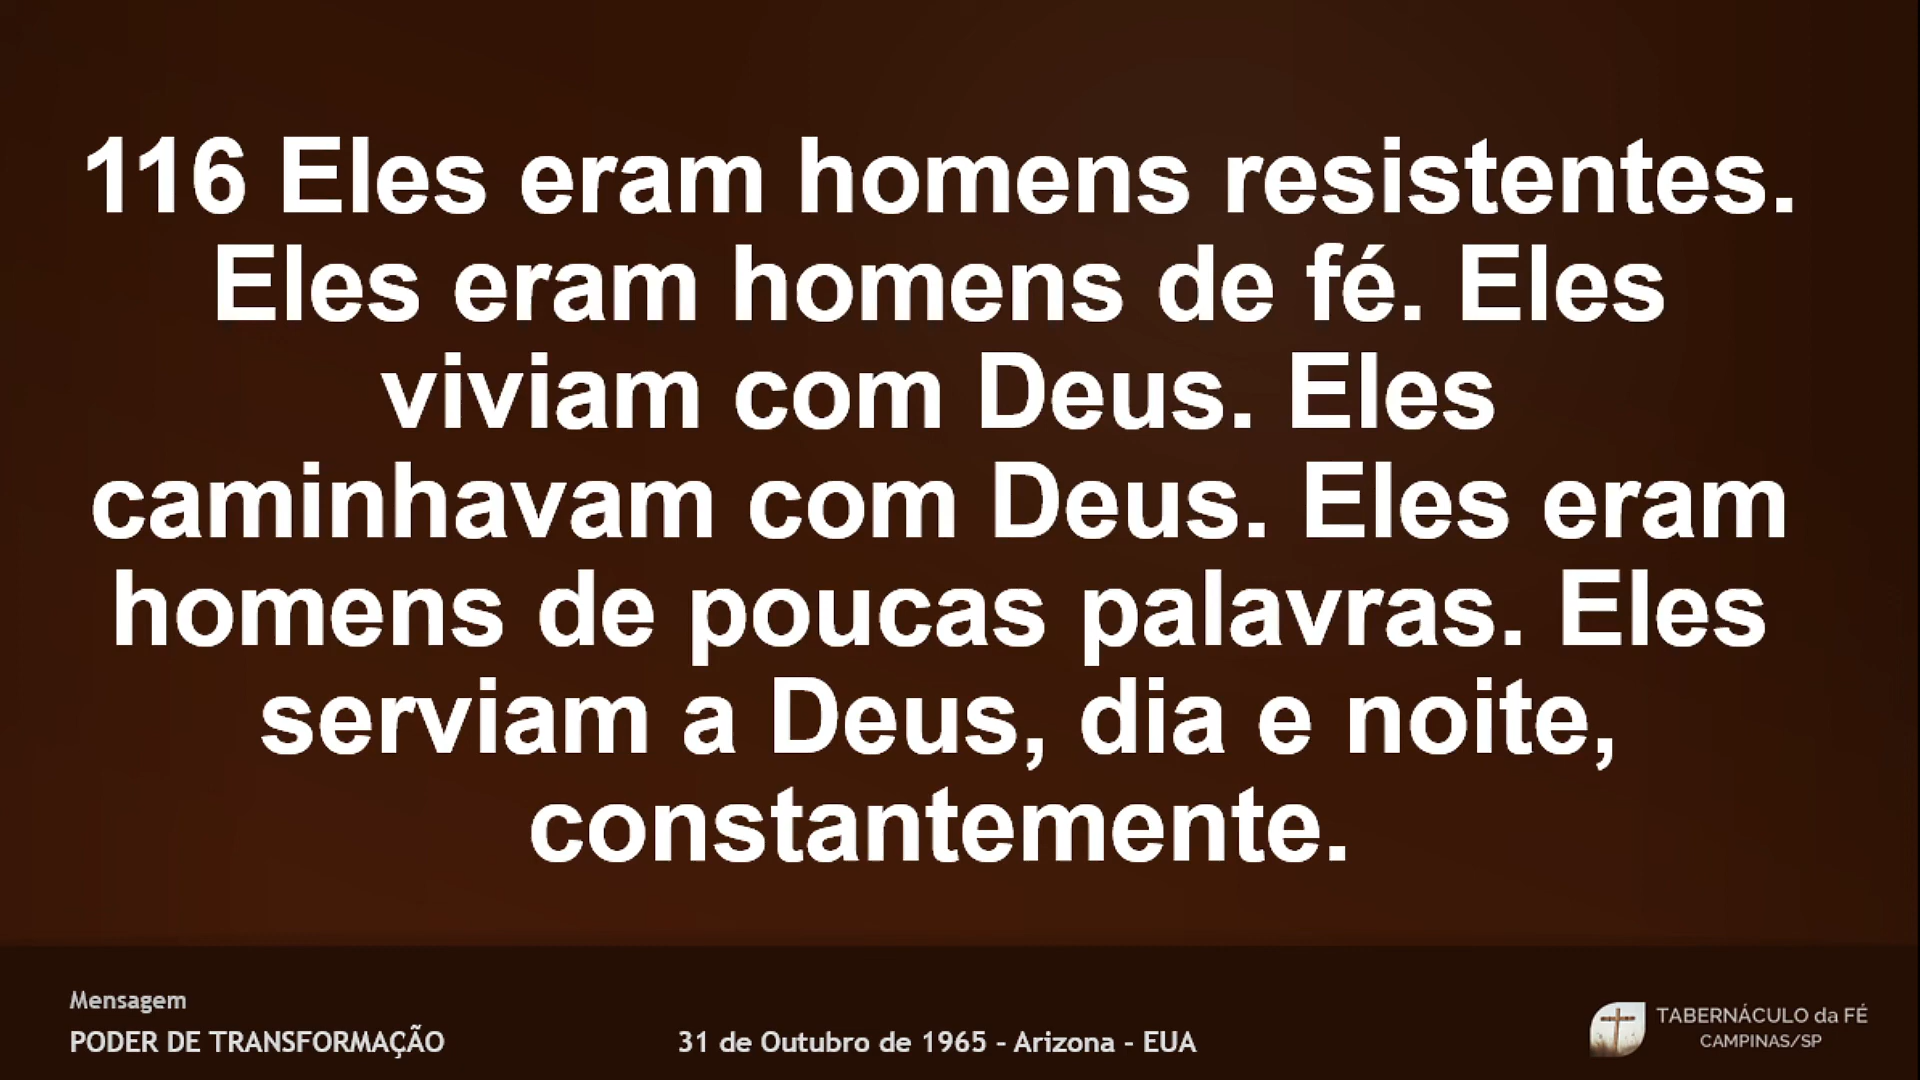 116 Eles eram homens resistentes.
Eles eram homens de fé. Eles
viviam com Deus. Eles
caminhavam com Deus. Eles eram
homens de poucas palavras. Eles
serviam a Deus, dia e noite,
constantemente.
Mensagem
PODER DE TRANSFORMAÇÃO
31 de Outubro de 1965 - Arizona - EUA
TABERNÁCULO da FÉ
CAMPINAS/SP